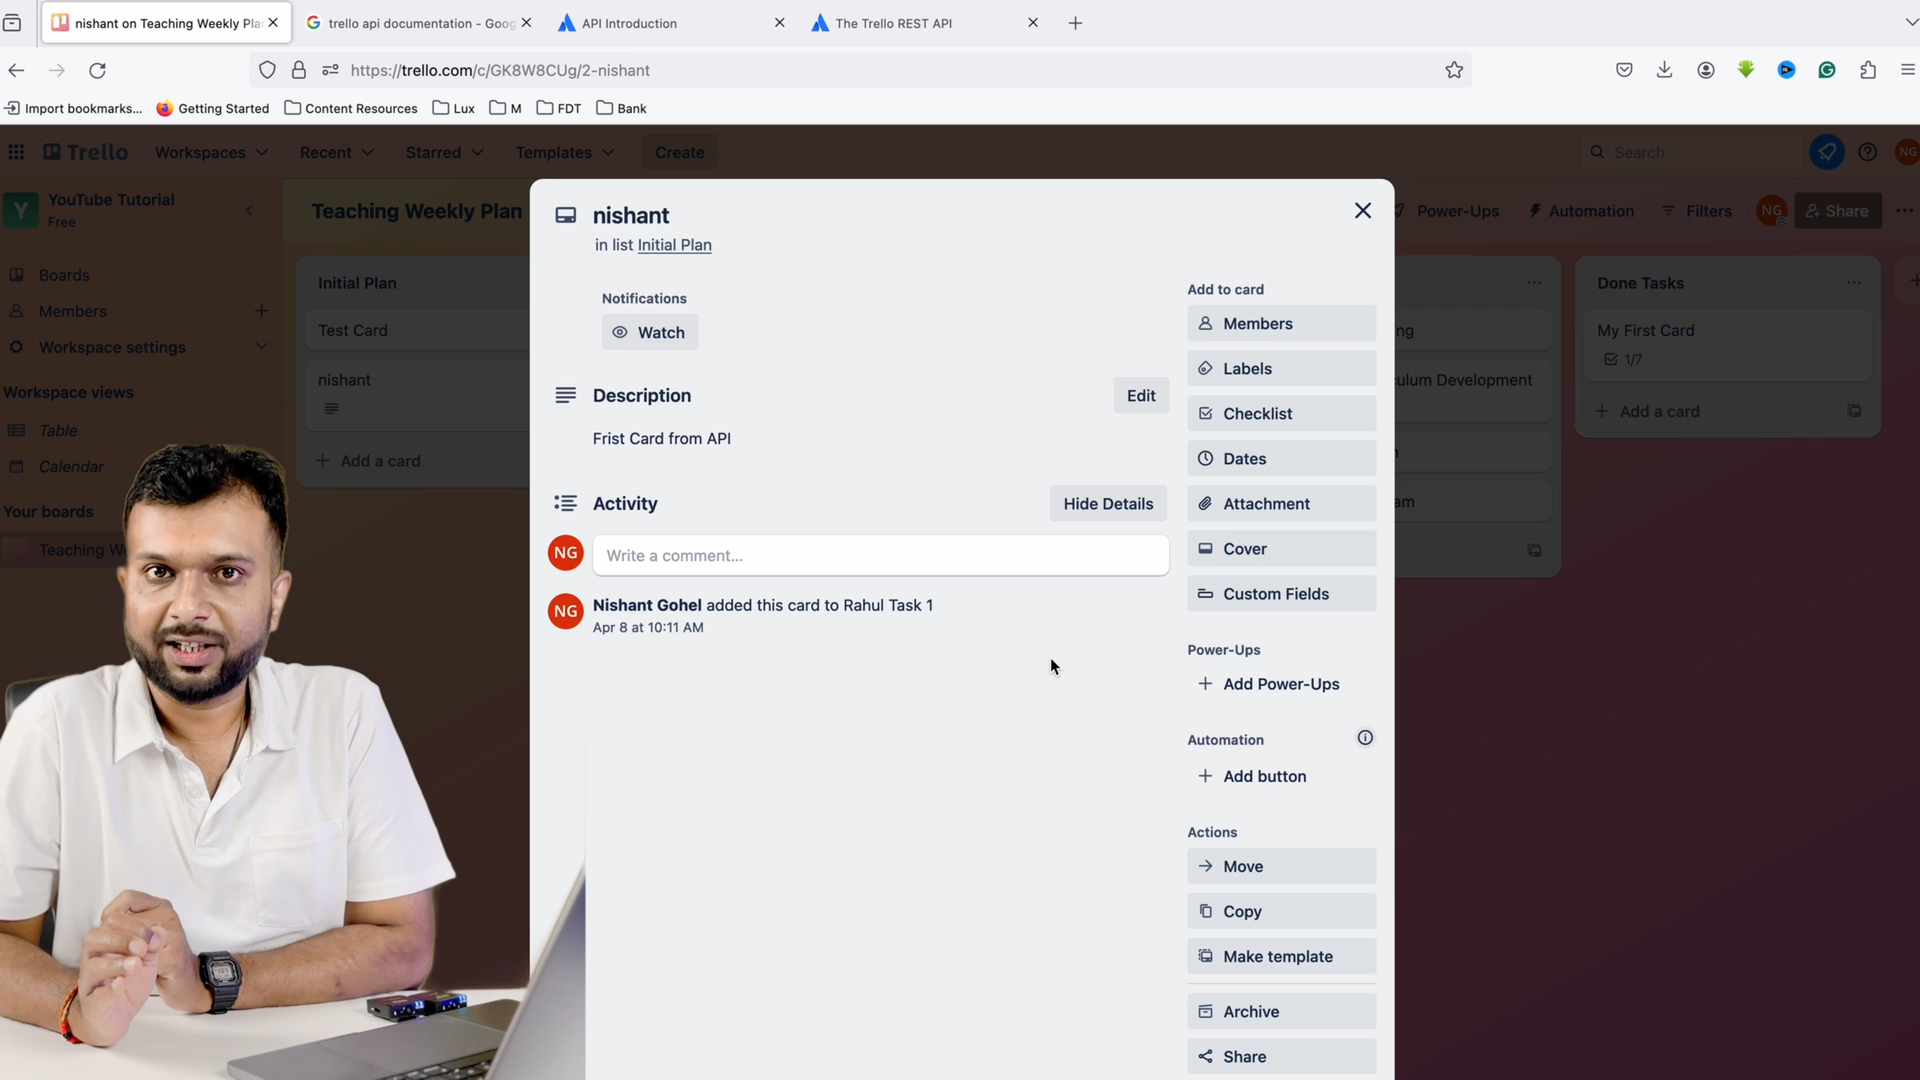 nishant on Teaching Weekly Pla
trello api documentation - Goog
API Introduction
The Trello REST API
https://trello.com/c/GK8W8CUg/2-nishant
Import bookmarks...
Getting Started
Content Resources
Lux
M
FDT
Bank
Trello
Workspaces
Recent
Starred
Templates
Create
Search
NG
Y
YouTube Tutorial
Free
Teaching Weekly Plan
Power-Ups
Automation
Filters
NG
Share
Boards
Members
Workspace settings
Workspace views
Table
Calendar
Your boards
Teaching W
Initial Plan
Test Card
nishant
Add a card
nishant
in list Initial Plan
Notifications
Watch
Description
Edit
Frist Card from API
Activity
Hide Details
NG
Write a comment...
NG
Nishant Gohel added this card to Rahul Task 1
Apr 8 at 10:11 AM
Add to card
Members
Labels
Checklist
Dates
Attachment
Cover
Custom Fields
Power-Ups
Add Power-Ups
Automation
Add button
Actions
Move
Copy
Make template
Archive
Share
ng
ulum Development
am
Done Tasks
My First Card
1/7
Add a card